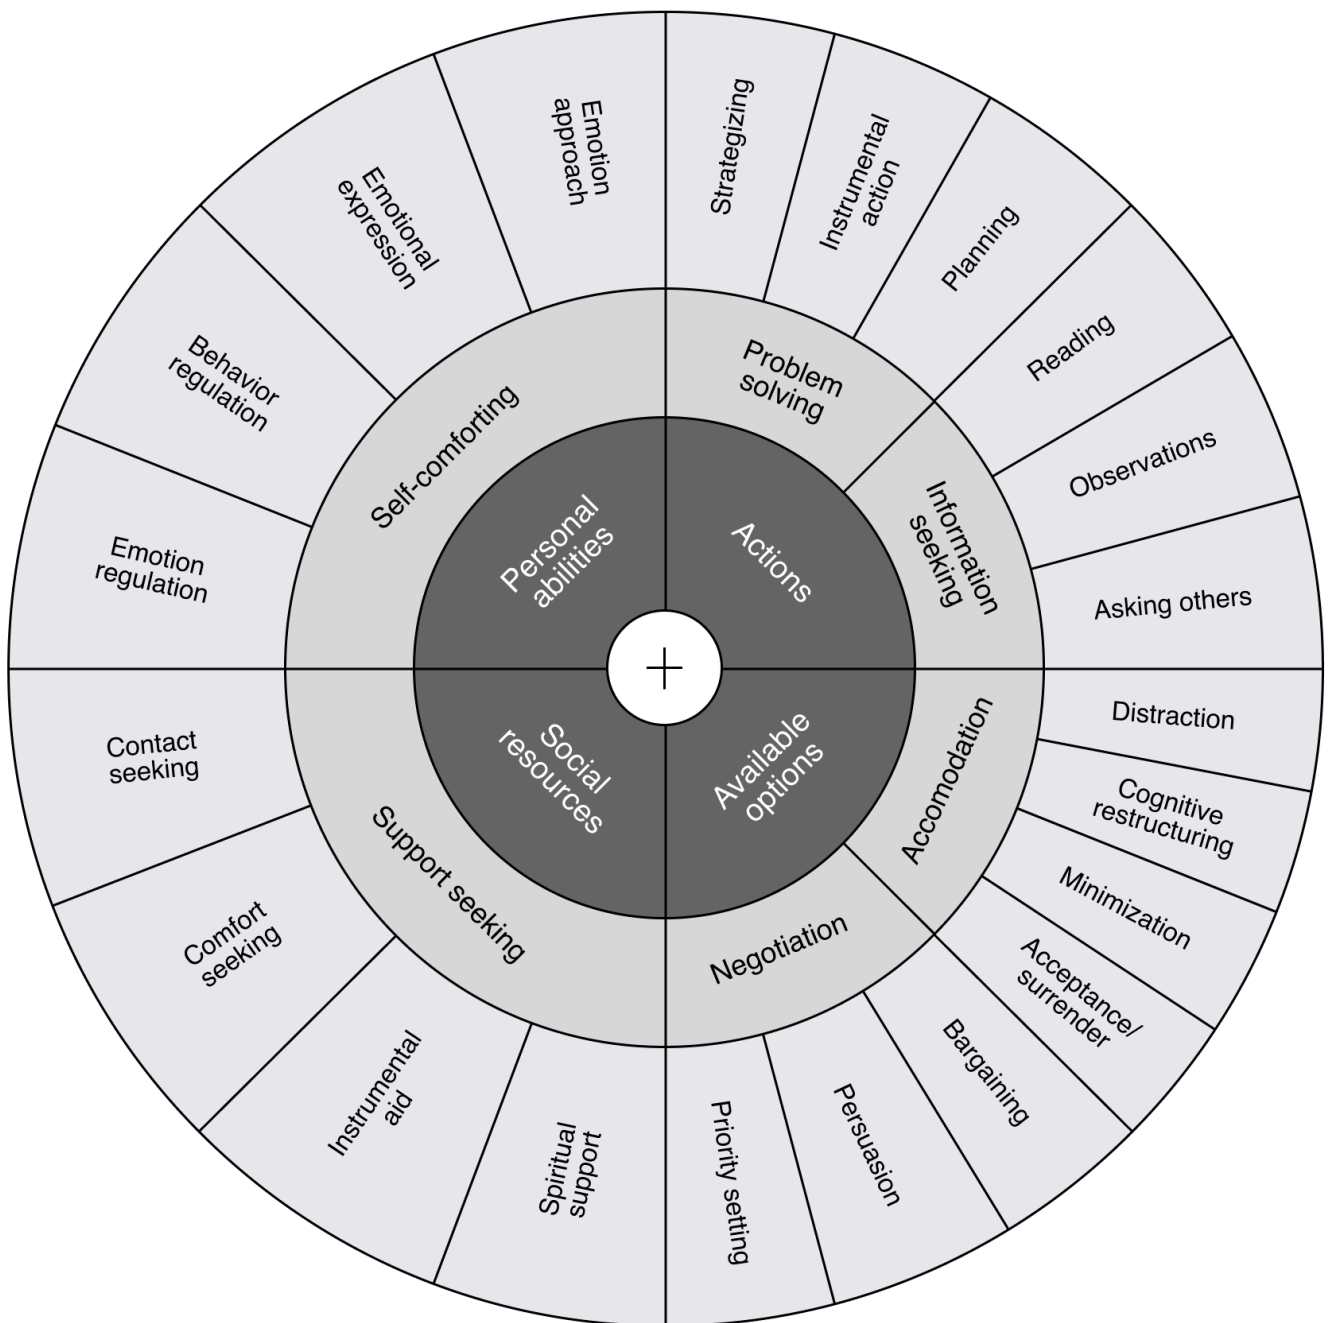 Personal
abilities
Actions
Social
resources
Available
options
Self-comforting
Problem
solving
Information
seeking
Accomodation
Negotiation
Support seeking
Strategizing
Instrumental
action
Planning
Reading
Observations
Asking others
Distraction
Cognitive
restructuring
Minimization
Acceptance/
surrender
Bargaining
Persuasion
Priority setting
Spiritual
support
Instrumental
aid
Comfort
seeking
Contact
seeking
Emotion
regulation
Behavior
regulation
Emotional
expression
Emotion
approach